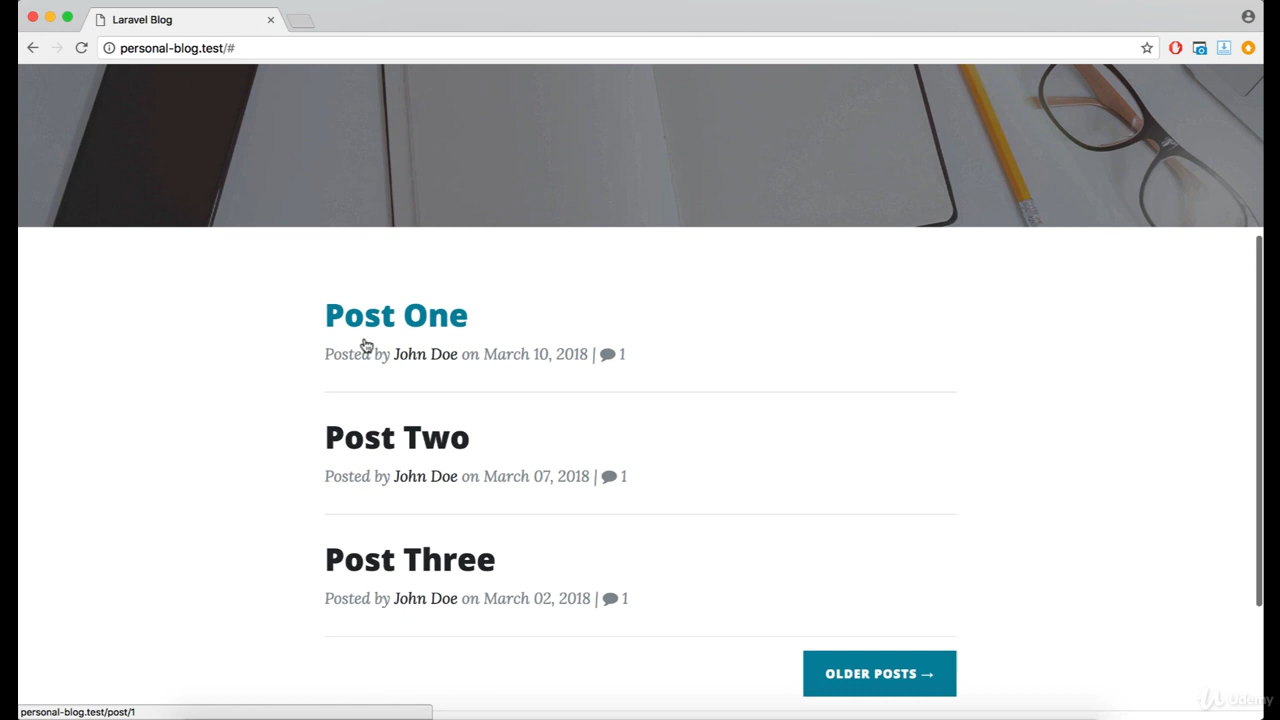 Laravel Blog
personal-blog.test/#
Post One
Posted by John Doe on March 10, 2018 | 1
Post Two
Posted by John Doe on March 07, 2018 | 1
Post Three
Posted by John Doe on March 02, 2018 | 1
OLDER POSTS →
personal-blog.test/post/1
Udemy